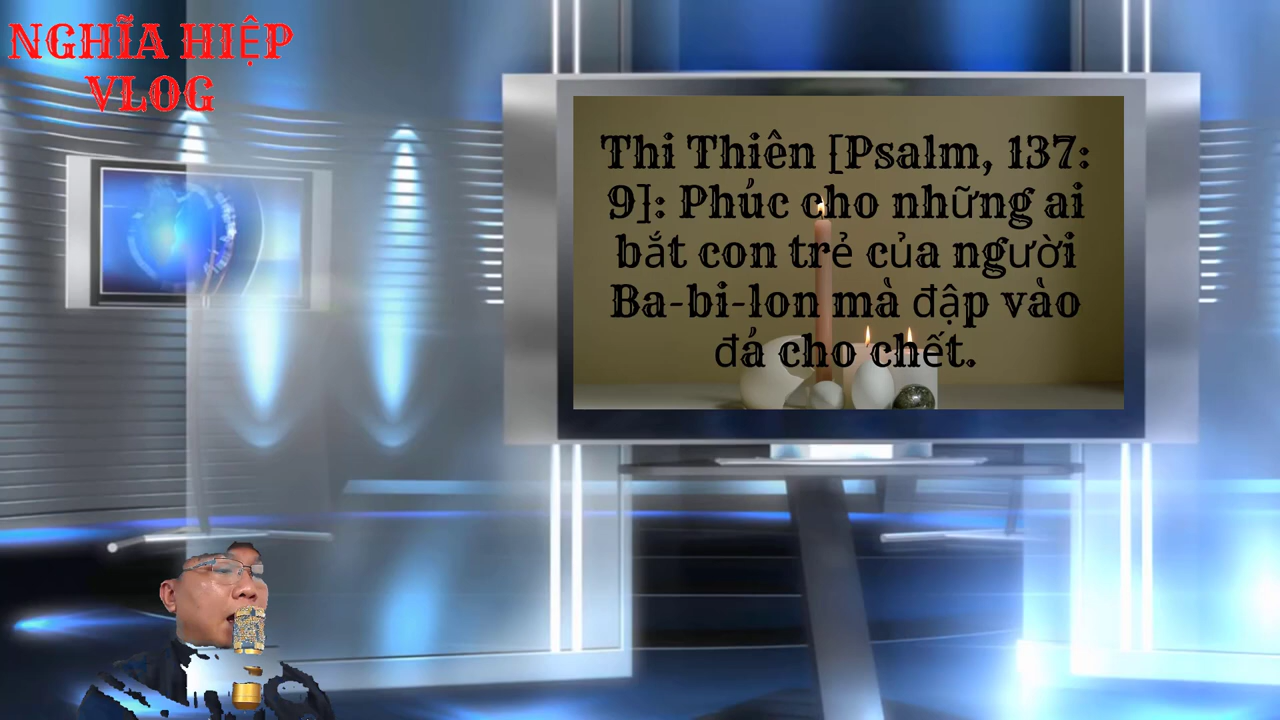 NGHĨA HIỆP
VLOG
Thi Thiên [Psalm, 137:
9]: Phúc cho những ai
bắt con trẻ của người
Ba-bi-lon mà đập vào
đá cho chết.